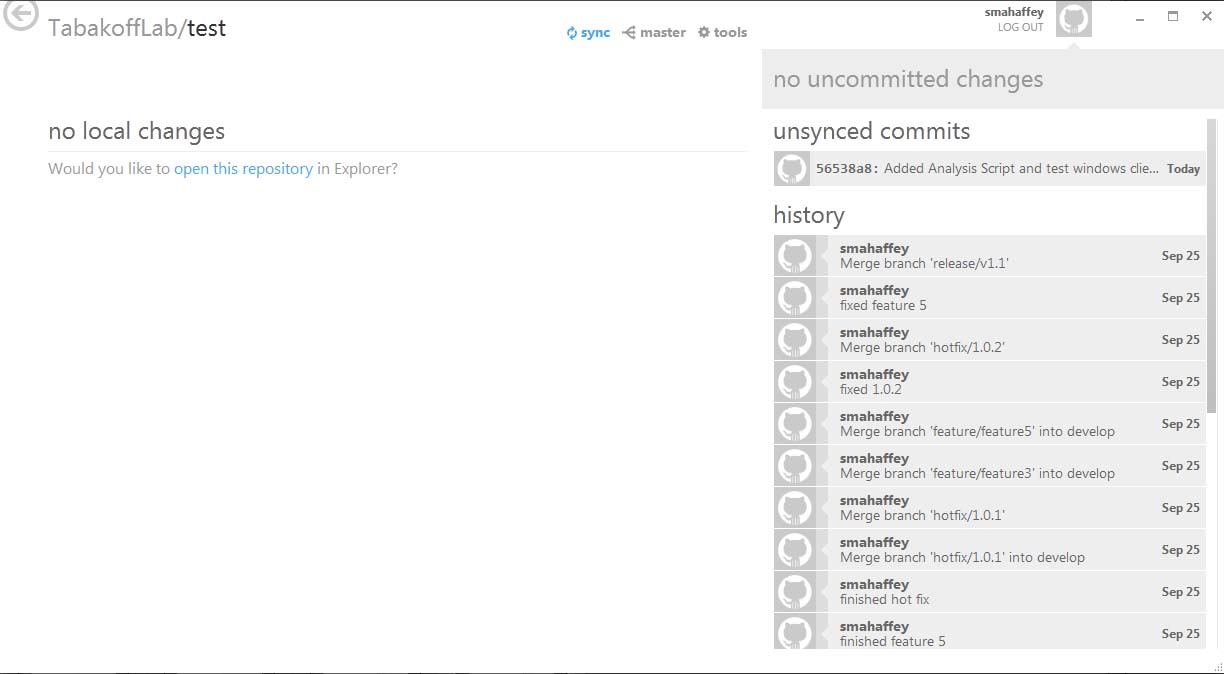 TabakoffLab/test
sync master tools
smahaffey
LOG OUT
no local changes
Would you like to open this repository in Explorer?
no uncommitted changes
unsynced commits
56538a8: Added Analysis Script and test windows clie... Today
history
smahaffey
Merge branch 'release/v1.1'
Sep 25
smahaffey
fixed feature 5
Sep 25
smahaffey
Merge branch 'hotfix/1.0.2'
Sep 25
smahaffey
fixed 1.0.2
Sep 25
smahaffey
Merge branch 'feature/feature5' into develop
Sep 25
smahaffey
Merge branch 'feature/feature3' into develop
Sep 25
smahaffey
Merge branch 'hotfix/1.0.1'
Sep 25
smahaffey
Merge branch 'hotfix/1.0.1' into develop
Sep 25
smahaffey
finished hot fix
Sep 25
smahaffey
finished feature 5
Sep 25